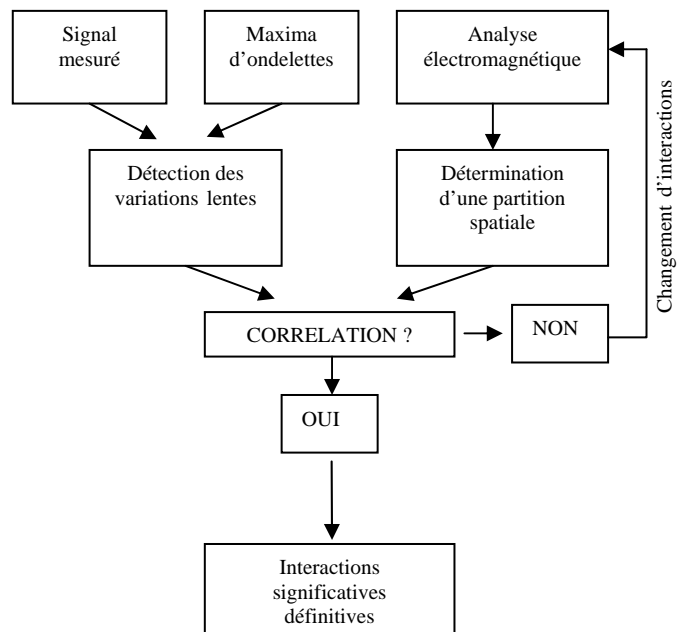 Signal
mesuré
Maxima
d'ondelettes
Analyse
électromagnétique
Changement d'interactions
Détection des
variations lentes
Détermination
d'une partition
spatiale
CORRELATION ?
NON
OUI
Interactions
significatives
définitives